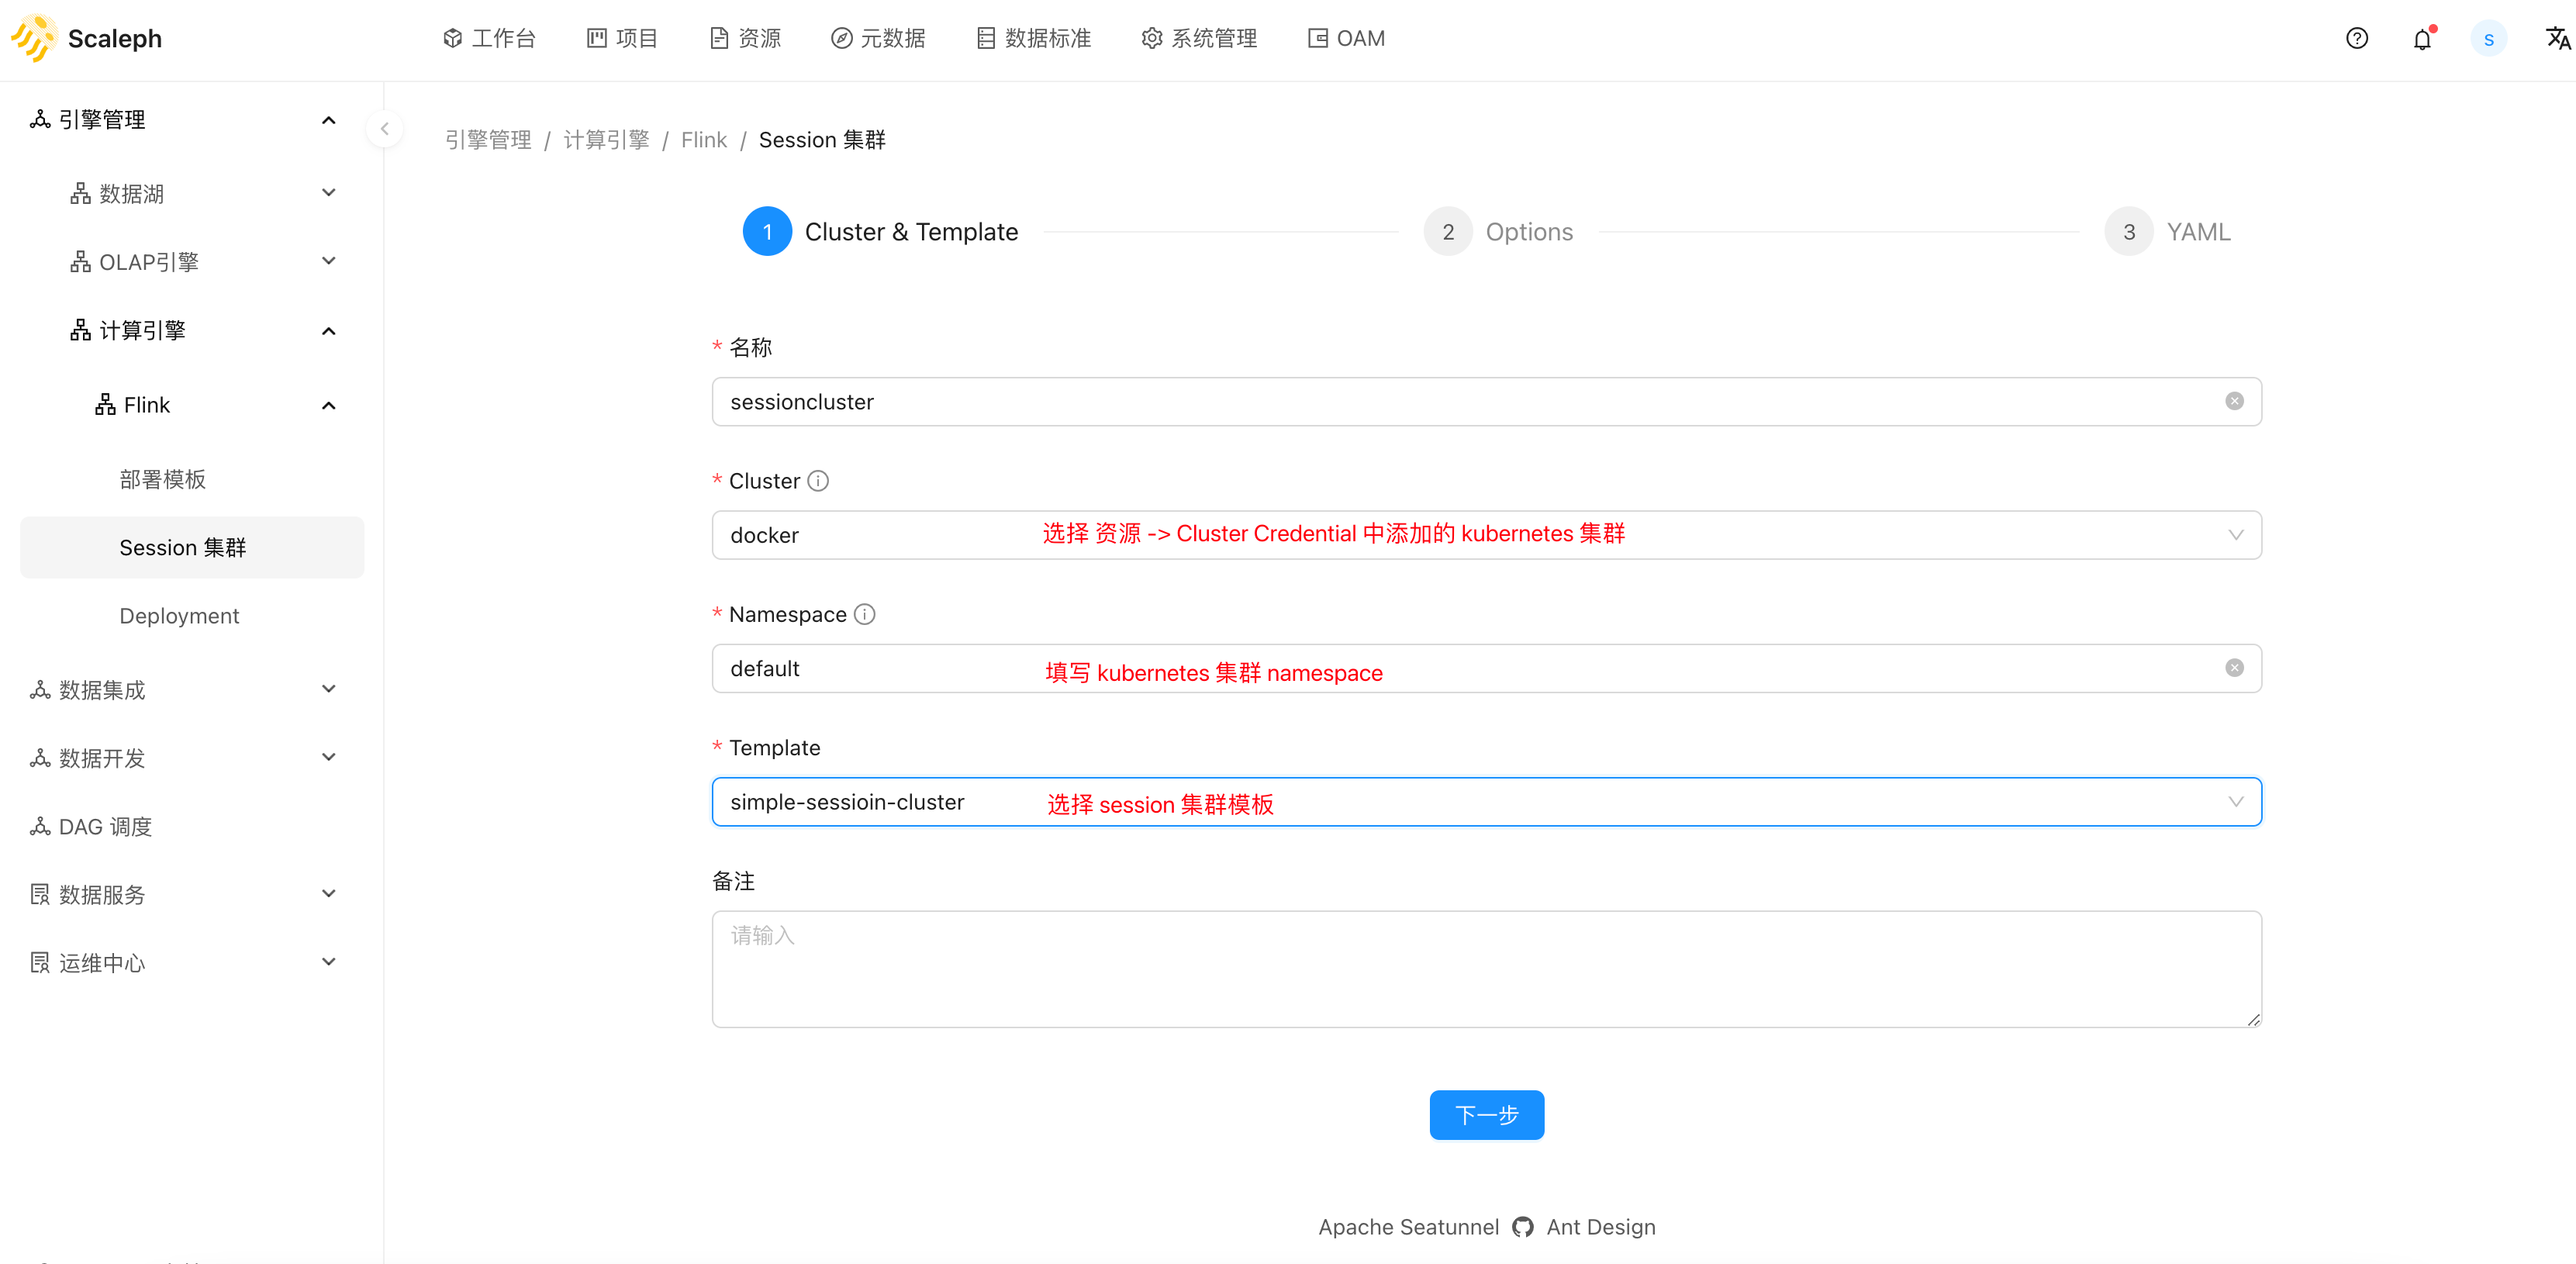 Scaleph
工作台
项目
资源
元数据
数据标准
系统管理
OAM
s
引擎管理
数据湖
OLAP引擎
计算引擎
Flink
部署模板
Session 集群
Deployment
数据集成
数据开发
DAG 调度
数据服务
运维中心
引擎管理 / 计算引擎 / Flink / Session 集群
1 Cluster & Template
2 Options
3 YAML
* 名称
sessioncluster
* Cluster
docker 选择 资源 -> Cluster Credential 中添加的 kubernetes 集群
* Namespace
default 填写 kubernetes 集群 namespace
* Template
simple-sessioin-cluster 选择 session 集群模板
备注
请输入
下一步
Apache Seatunnel Ant Design